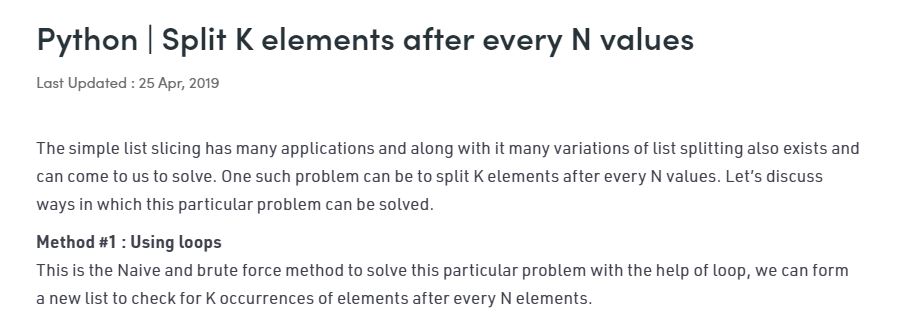 Python | Split K elements after every N values
Last Updated : 25 Apr, 2019
The simple list slicing has many applications and along with it many variations of list splitting also exists and
can come to us to solve. One such problem can be to split K elements after every N values. Let’s discuss
ways in which this particular problem can be solved.
Method #1 : Using loops
This is the Naive and brute force method to solve this particular problem with the help of loop, we can form
a new list to check for K occurrences of elements after every N elements.